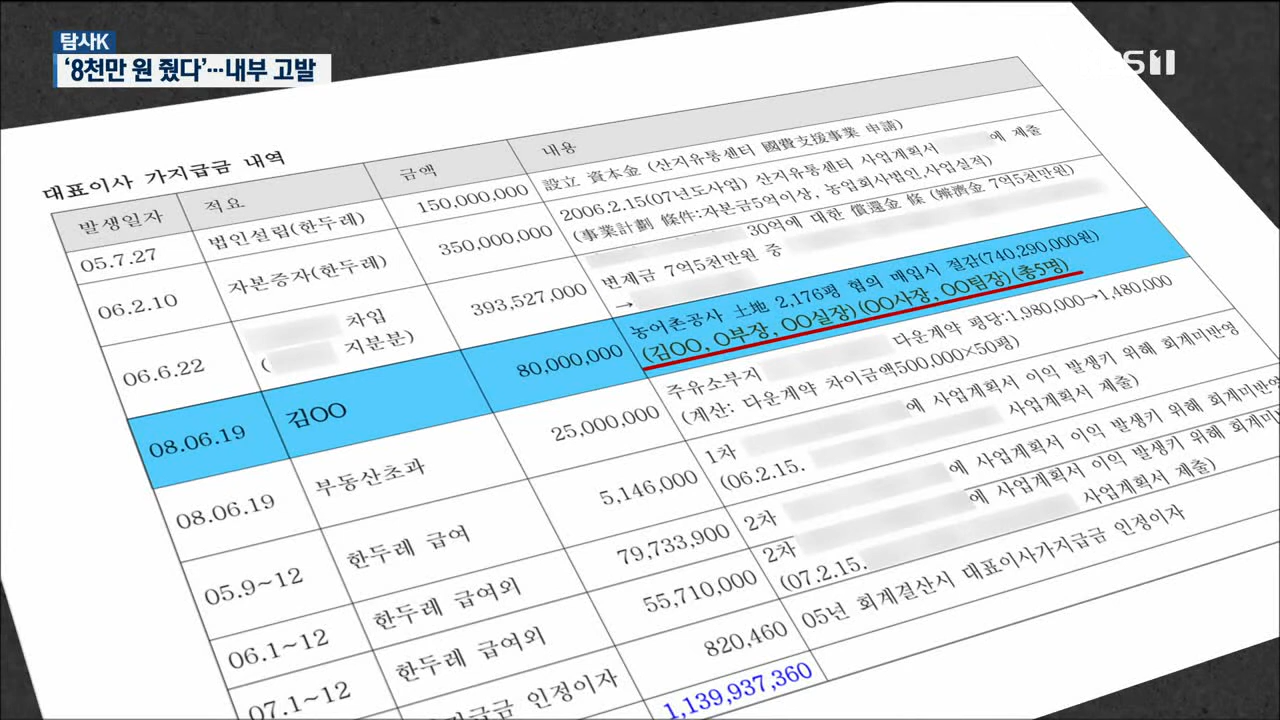 탐사K
‘8천만 원 줬다’…내부 고발
1
대표이사 가지급금 내역
발생일자 적요 금액 내용
05.7.27 법인설립(한두레) 150,000,000 設立 資本金 (산지유통센터 國費支援事業 申請)
06.2.10 자본증자(한두레) 350,000,000 2006.2.15(07년도사업) 산지유통센터 사업계획서 에 제출
(事業計劃 條件:자본금5억이상, 농업회사법인,사업실적)
06.6.22 차입 393,527,000 30억에 대한 償還金 條 (辨濟金 7억5천만원)
( 지분분) 변제금 7억5천만원 중
→
08.06.19 김OO 80,000,000 농어촌공사 土地 2,176평 협의 매입시 절감(740,290,000원)
(김OO, O부장, OO실장)(OO사장, OO팀장)(총5명)
08.06.19 부동산초과 25,000,000 주유소부지 다운계약 평당:1,980,000→1,480,000
(계산: 다운계약 차이금액500,000×50평)
05.9~12 한두레 급여 5,146,000 1차 에 사업계획서 이익 발생키 위해 회계미반영
(06.2.15. 사업계획서 제출)
06.1~12 한두레 급여외 79,733,900 2차 에 사업계획서 이익 발생키 위해 회계미반영
07.1~12 한두레 급여외 55,710,000 2차 에 사업계획서 이익 발생키 위해 회계미
(07.2.15. 사업계획서 제출)
급금 인정이자 820,460 05년 회계결산시 대표이사가지급금 인정이자
1,139,937,360